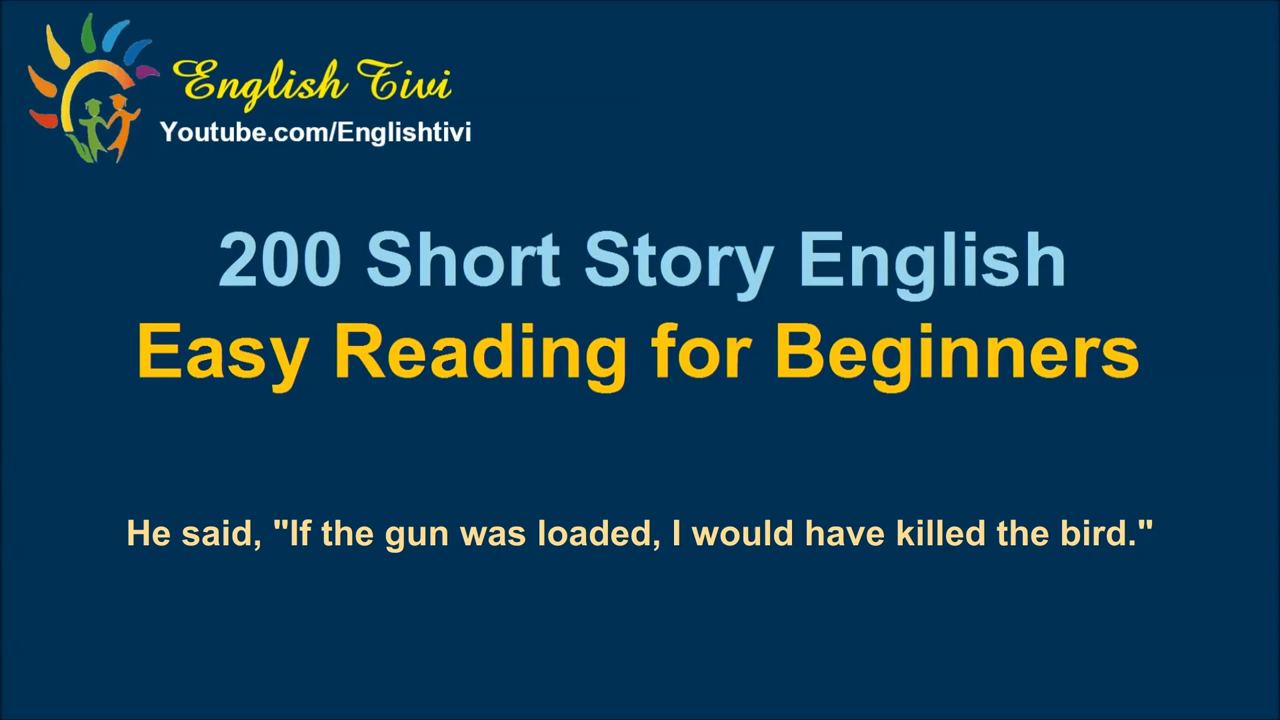 English Tivi
Youtube.com/Englishtivi
200 Short Story English
Easy Reading for Beginners
He said, "If the gun was loaded, I would have killed the bird."